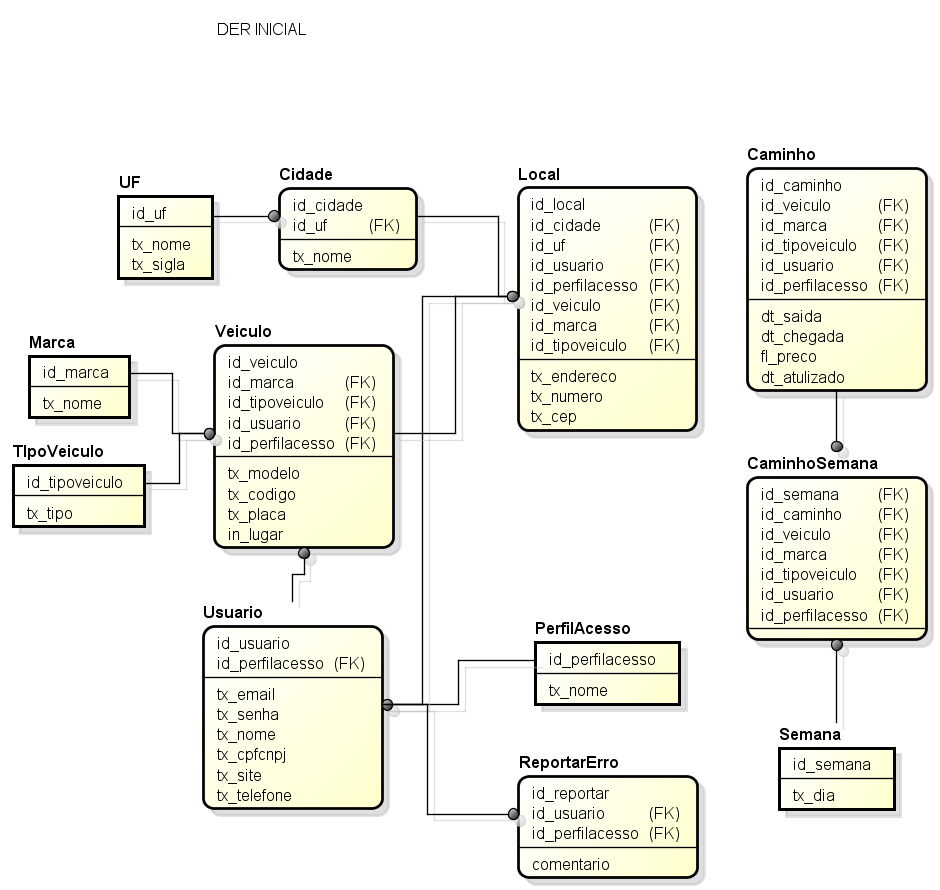 DER INICIAL
UF
id_uf
tx_nome
tx_sigla
Cidade
id_cidade
id_uf (FK)
tx_nome
Local
id_local
id_cidade (FK)
id_uf (FK)
id_usuario (FK)
id_perfilacesso (FK)
id_veiculo (FK)
id_marca (FK)
id_tipoveiculo (FK)
tx_endereco
tx_numero
tx_cep
Caminho
id_caminho
id_veiculo (FK)
id_marca (FK)
id_tipoveiculo (FK)
id_usuario (FK)
id_perfilacesso (FK)
dt_saida
dt_chegada
fl_preco
dt_atulizado
Marca
id_marca
tx_nome
TIpoVeiculo
id_tipoveiculo
tx_tipo
Veiculo
id_veiculo
id_marca (FK)
id_tipoveiculo (FK)
id_usuario (FK)
id_perfilacesso (FK)
tx_modelo
tx_codigo
tx_placa
in_lugar
CaminhoSemana
id_semana (FK)
id_caminho (FK)
id_veiculo (FK)
id_marca (FK)
id_tipoveiculo (FK)
id_usuario (FK)
id_perfilacesso (FK)
Usuario
id_usuario
id_perfilacesso (FK)
tx_email
tx_senha
tx_nome
tx_cpfcnpj
tx_site
tx_telefone
PerfilAcesso
id_perfilacesso
tx_nome
ReportarErro
id_reportar
id_usuario (FK)
id_perfilacesso (FK)
comentario
Semana
id_semana
tx_dia